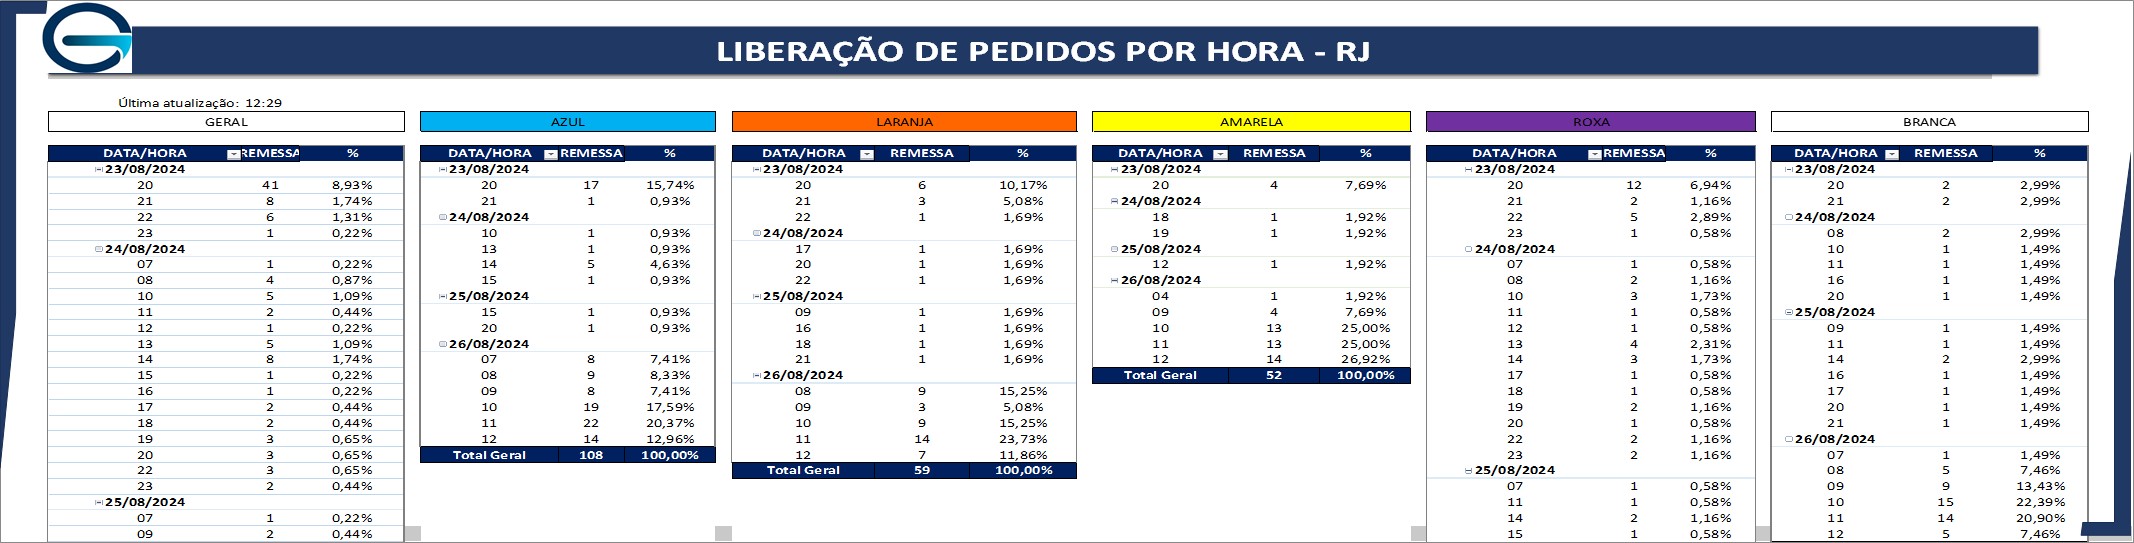 LIBERAÇÃO DE PEDIDOS POR HORA - RJ
Última atualização: 12:29
GERAL
DATA/HORA REMESSA %
23/08/2024
20 41 8,93%
21 8 1,74%
22 6 1,31%
23 1 0,22%
24/08/2024
07 1 0,22%
08 4 0,87%
10 5 1,09%
11 2 0,44%
12 1 0,22%
13 5 1,09%
14 8 1,74%
15 1 0,22%
16 1 0,22%
17 2 0,44%
18 2 0,44%
19 3 0,65%
20 3 0,65%
22 3 0,65%
23 2 0,44%
25/08/2024
07 1 0,22%
09 2 0,44%
AZUL
DATA/HORA REMESSA %
23/08/2024
20 17 15,74%
21 1 0,93%
24/08/2024
10 1 0,93%
13 1 0,93%
14 5 4,63%
15 1 0,93%
25/08/2024
15 1 0,93%
20 1 0,93%
26/08/2024
07 8 7,41%
08 9 8,33%
09 8 7,41%
10 19 17,59%
11 22 20,37%
12 14 12,96%
Total Geral 108 100,00%
LARANJA
DATA/HORA REMESSA %
23/08/2024
20 6 10,17%
21 3 5,08%
22 1 1,69%
24/08/2024
17 1 1,69%
20 1 1,69%
22 1 1,69%
25/08/2024
09 1 1,69%
16 1 1,69%
18 1 1,69%
21 1 1,69%
26/08/2024
08 9 15,25%
09 3 5,08%
10 9 15,25%
11 14 23,73%
12 7 11,86%
Total Geral 59 100,00%
AMARELA
DATA/HORA REMESSA %
23/08/2024
20 4 7,69%
24/08/2024
18 1 1,92%
19 1 1,92%
25/08/2024
12 1 1,92%
26/08/2024
04 1 1,92%
09 4 7,69%
10 13 25,00%
11 13 25,00%
12 14 26,92%
Total Geral 52 100,00%
ROXA
DATA/HORA REMESSA %
23/08/2024
20 12 6,94%
21 2 1,16%
22 5 2,89%
23 1 0,58%
24/08/2024
07 1 0,58%
08 2 1,16%
10 3 1,73%
11 1 0,58%
12 1 0,58%
13 4 2,31%
14 3 1,73%
17 1 0,58%
18 1 0,58%
19 2 1,16%
20 1 0,58%
22 2 1,16%
23 2 1,16%
25/08/2024
07 1 0,58%
11 1 0,58%
14 2 1,16%
15 1 0,58%
BRANCA
DATA/HORA REMESSA %
23/08/2024
20 2 2,99%
21 2 2,99%
24/08/2024
08 2 2,99%
10 1 1,49%
11 1 1,49%
16 1 1,49%
20 1 1,49%
25/08/2024
09 1 1,49%
11 1 1,49%
14 2 2,99%
16 1 1,49%
17 1 1,49%
20 1 1,49%
21 1 1,49%
26/08/2024
07 1 1,49%
08 5 7,46%
09 9 13,43%
10 15 22,39%
11 14 20,90%
12 5 7,46%